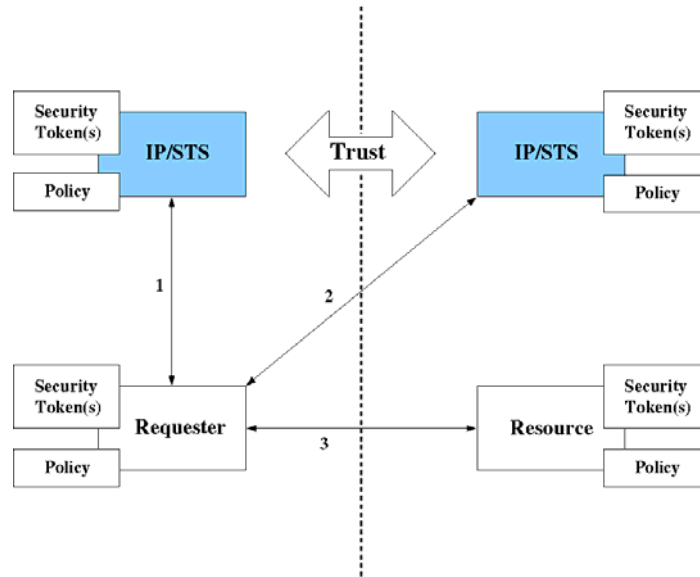 Security
Token(s)
IP/STS
Policy
Trust
IP/STS
Security
Token(s)
Policy
1
2
Security
Token(s)
Requester
Policy
3
Resource
Security
Token(s)
Policy